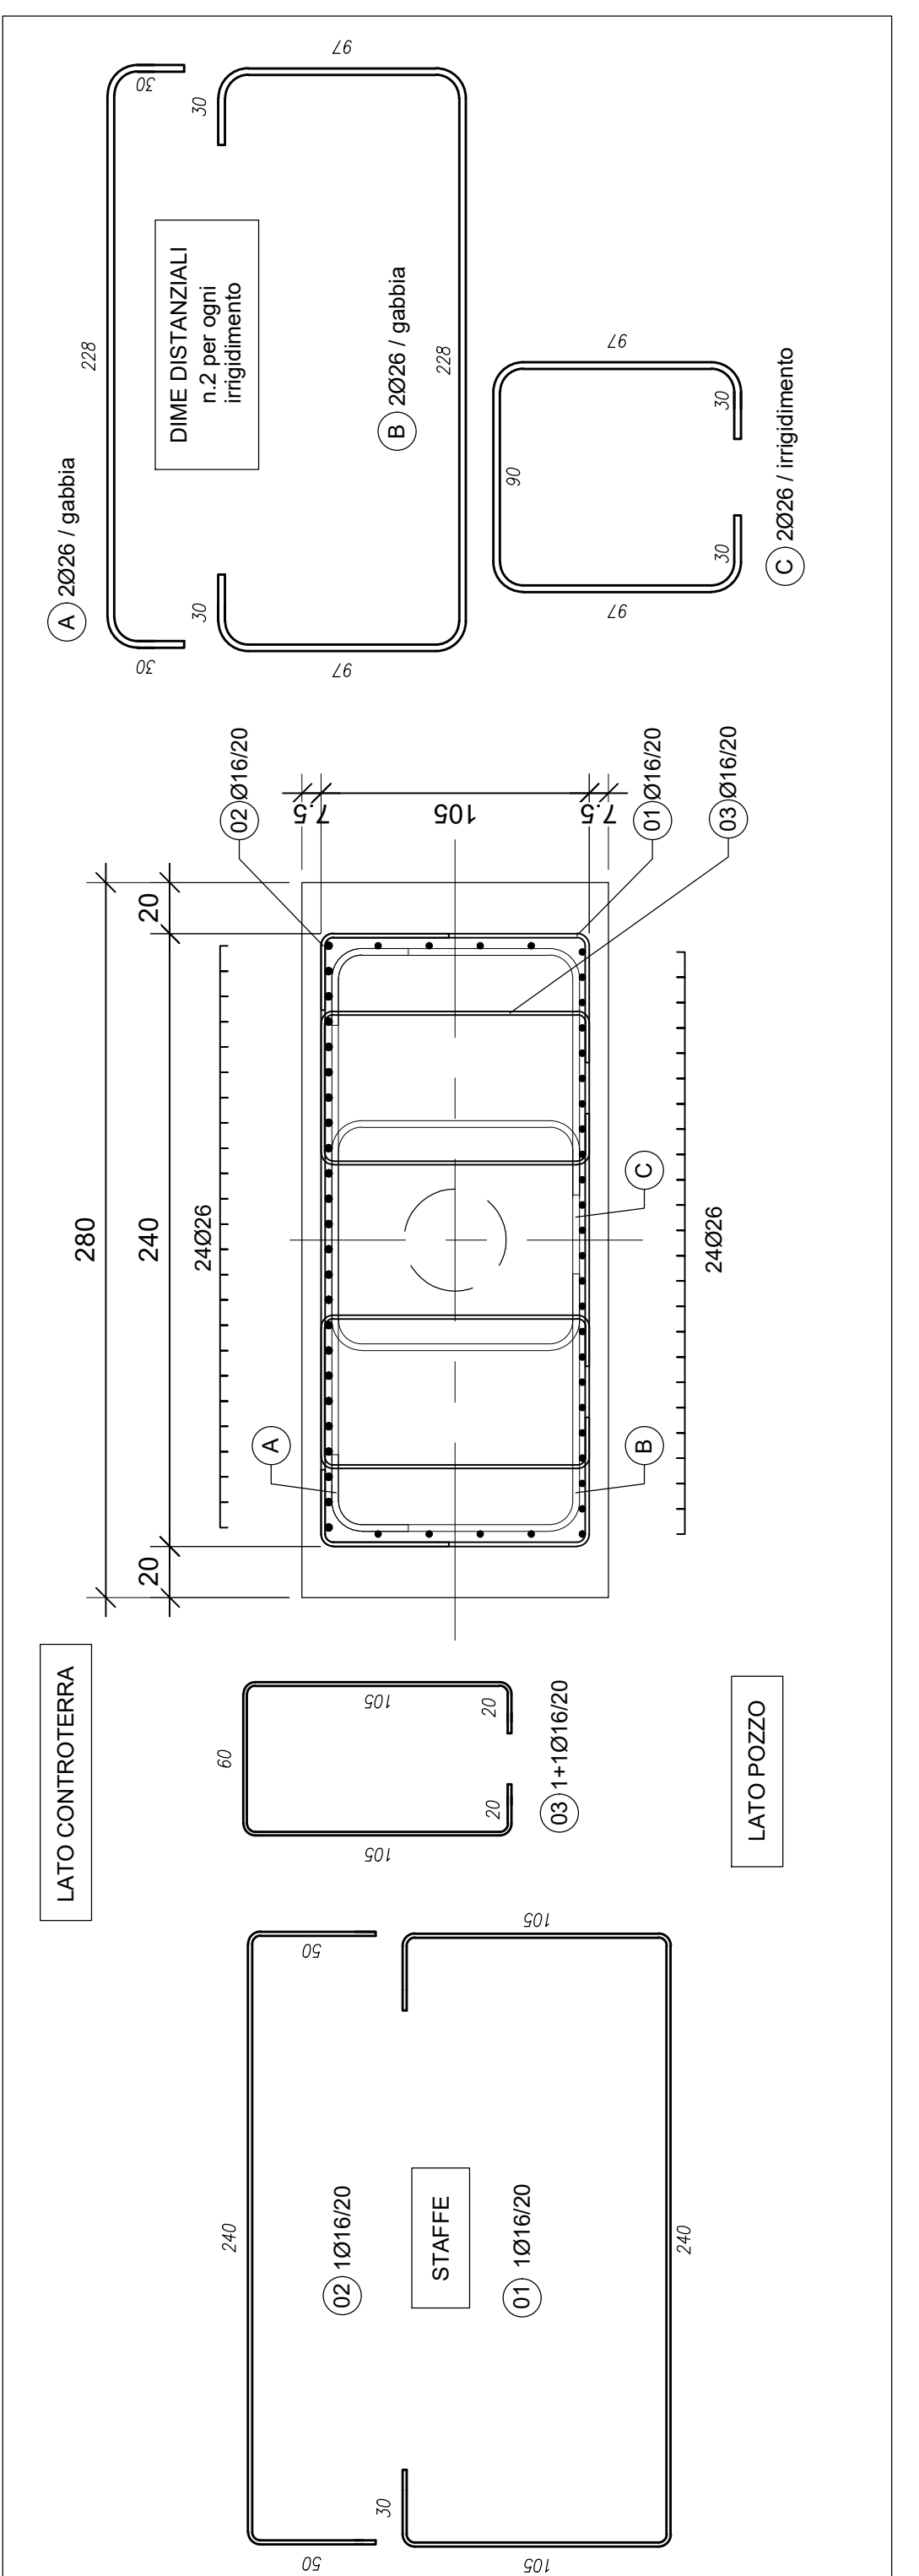 LATO CONTROTERRA
240
50
50
02 1Ø16/20
STAFFE
01 1Ø16/20
30
105
105
240
60
105
105
20
20
03 1+1Ø16/20
LATO POZZO
280
20
240
20
24Ø26
A
B
C
24Ø26
02 Ø16/20
7.5
105
7.5
01 Ø16/20
03 Ø16/20
A 2Ø26 / gabbia
228
30
30
DIME DISTANZIALI
n.2 per ogni
irrigidimento
30
30
97
97
B 2Ø26 / gabbia
228
90
97
97
30
30
C 2Ø26 / irrigidimento